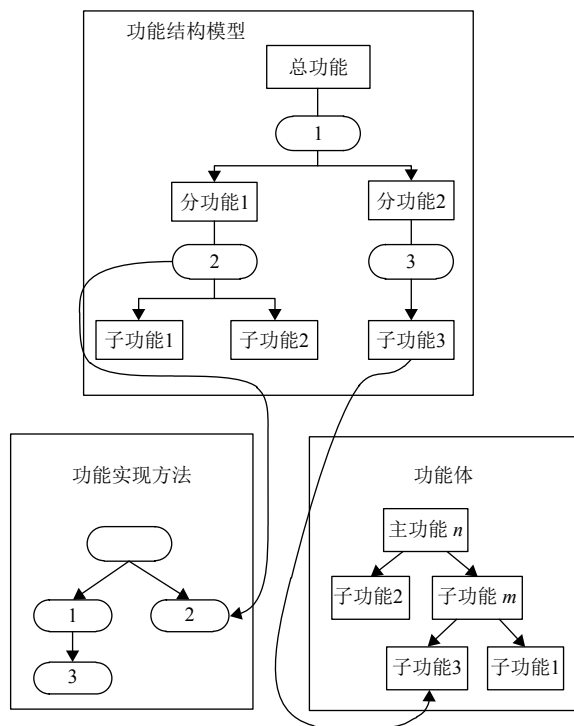 功能结构模型
总功能
1
分功能1
分功能2
2
3
子功能1
子功能2
子功能3
功能实现方法
1
2
3
功能体
主功能 n
子功能2
子功能 m
子功能3
子功能1